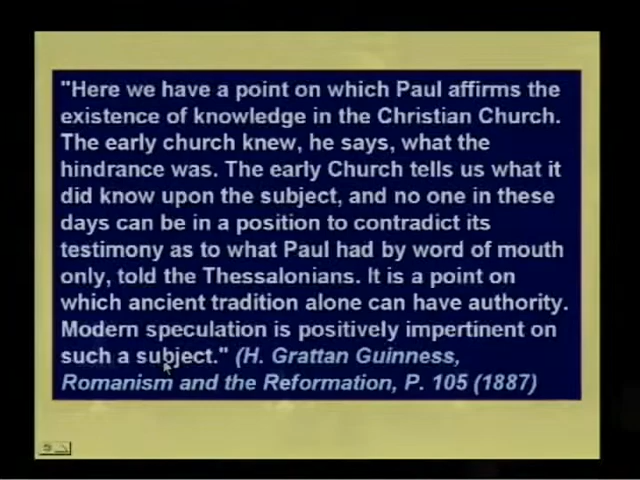 "Here we have a point on which Paul affirms the
existence of knowledge in the Christian Church.
The early church knew, he says, what the
hindrance was. The early Church tells us what it
did know upon the subject, and no one in these
days can be in a position to contradict its
testimony as to what Paul had by word of mouth
only, told the Thessalonians. It is a point on
which ancient tradition alone can have authority.
Modern speculation is positively impertinent on
such a subject." (H. Grattan Guinness,
Romanism and the Reformation, P. 105 (1887)